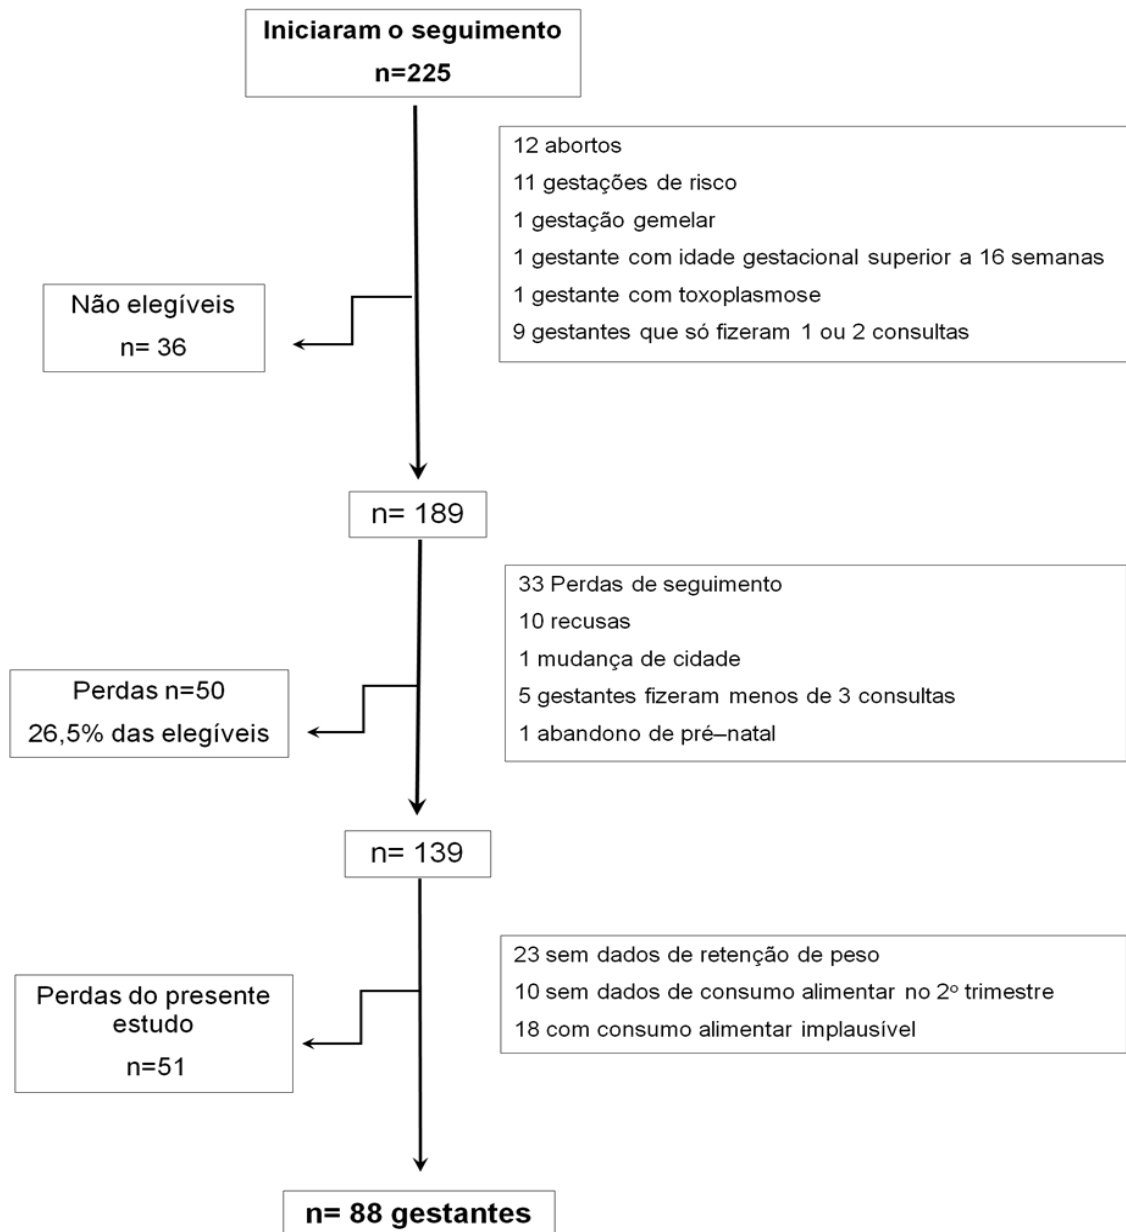 Iniciaram o seguimento
n=225
12 abortos
11 gestações de risco
1 gestação gemelar
1 gestante com idade gestacional superior a 16 semanas
1 gestante com toxoplasmose
9 gestantes que só fizeram 1 ou 2 consultas
Não elegíveis
n= 36
n= 189
33 Perdas de seguimento
10 recusas
1 mudança de cidade
5 gestantes fizeram menos de 3 consultas
1 abandono de pré–natal
Perdas n=50
26,5% das elegíveis
n= 139
23 sem dados de retenção de peso
10 sem dados de consumo alimentar no 2º trimestre
18 com consumo alimentar implausível
Perdas do presente
estudo
n=51
n= 88 gestantes